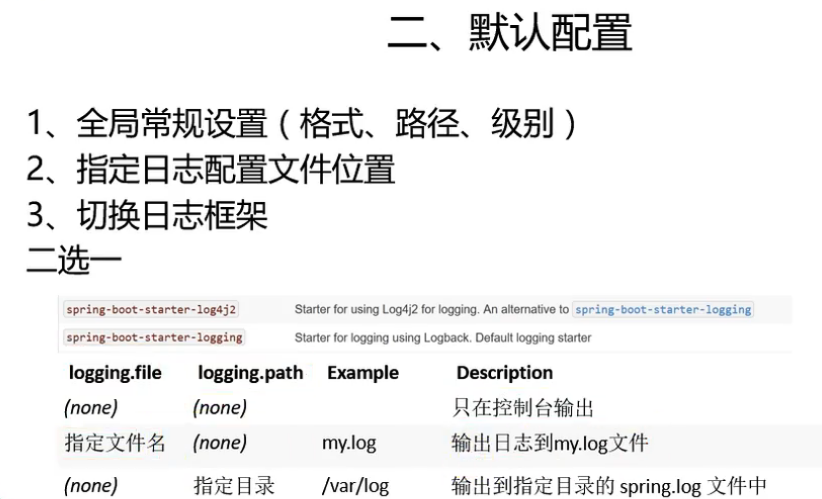 二、默认配置
1、全局常规设置（格式、路径、级别）
2、指定日志配置文件位置
3、切换日志框架
二选一
spring-boot-starter-log4j2 Starter for using Log4j2 for logging. An alternative to spring-boot-starter-logging
spring-boot-starter-logging Starter for logging using Logback. Default logging starter
logging.file logging.path Example Description
(none) (none) 只在控制台输出
指定文件名 (none) my.log 输出日志到my.log文件
(none) 指定目录 /var/log 输出到指定目录的 spring.log 文件中